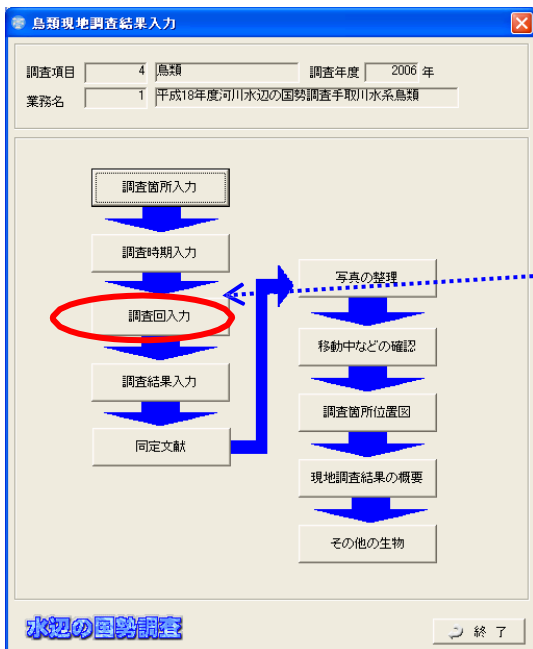 鳥類現地調査結果入力
調査項目 4 鳥類 調査年度 2006 年
業務名 1 平成18年度河川水辺の国勢調査手取川水系鳥類
調査箇所入力
調査時期入力
調査回入力
調査結果入力
同定文献
写真の整理
移動中などの確認
調査箇所位置図
現地調査結果の概要
その他の生物
水辺の国勢調査
終 了